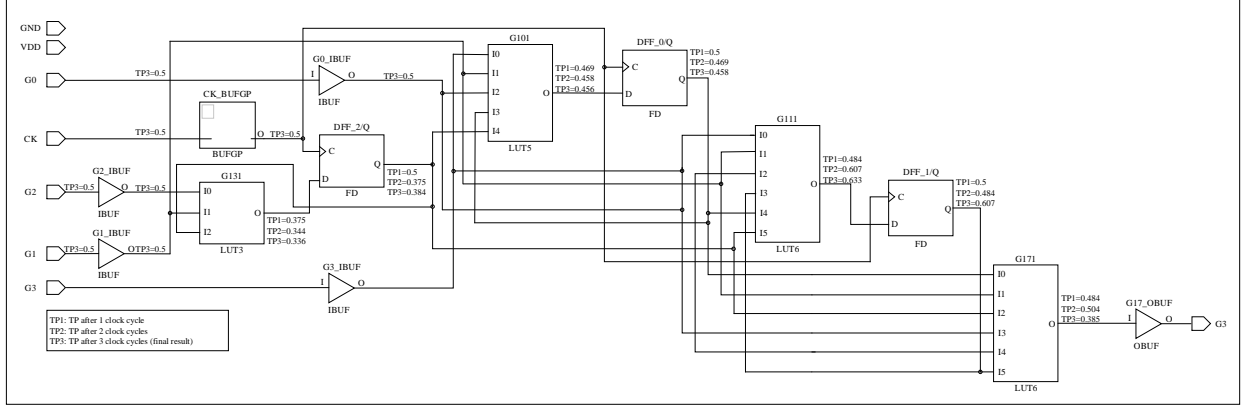 GND
VDD
G0
TP3=0.5
G0_IBUF
I
O
IBUF
TP3=0.5
CK
TP3=0.5
CK_BUFGP
O
TP3=0.5
BUFGP
G2
TP3=0.5
G2_IBUF
O
TP3=0.5
IBUF
G1
TP3=0.5
G1_IBUF
O
TP3=0.5
IBUF
G3
G3_IBUF
I
O
IBUF
G131
I0
I1
I2
O
TP1=0.375
TP2=0.344
TP3=0.336
LUT3
DFF_2/Q
C
D
Q
TP1=0.5
TP2=0.375
TP3=0.384
FD
G101
I0
I1
I2
I3
I4
O
TP1=0.469
TP2=0.458
TP3=0.456
LUT5
DFF_0/Q
C
D
Q
TP1=0.5
TP2=0.469
TP3=0.458
FD
G111
I0
I1
I2
I3
I4
I5
O
TP1=0.484
TP2=0.607
TP3=0.633
LUT6
DFF_1/Q
C
D
Q
TP1=0.5
TP2=0.484
TP3=0.607
FD
G171
I0
I1
I2
I3
I4
I5
O
TP1=0.484
TP2=0.504
TP3=0.385
LUT6
G17_OBUF
I
O
OBUF
G3
TP1: TP after 1 clock cycle
TP2: TP after 2 clock cycles
TP3: TP after 3 clock cycles (final result)